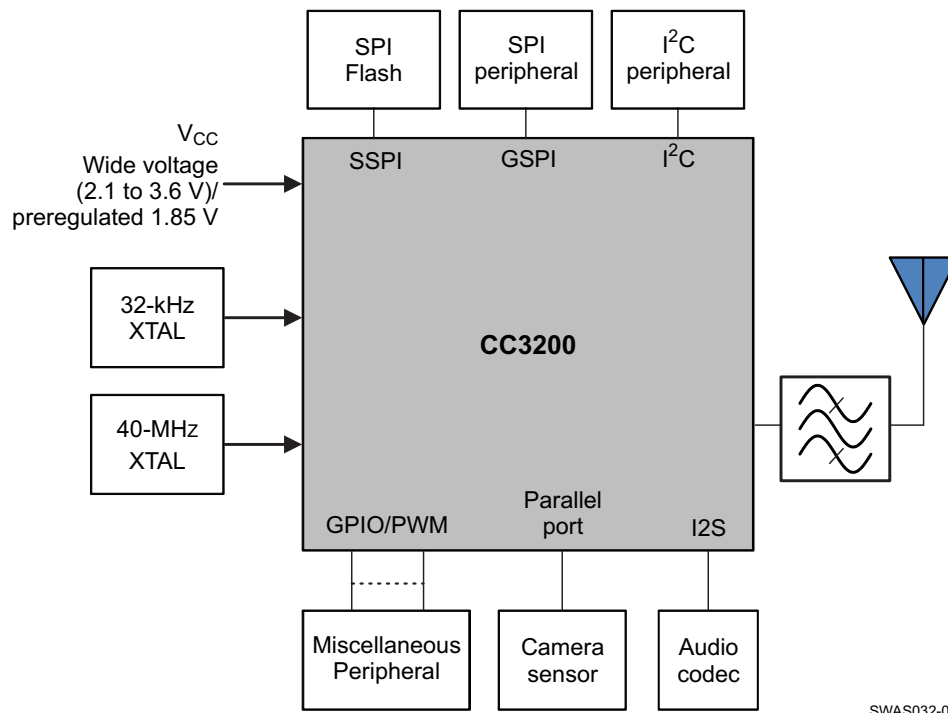 SPI
Flash
SPI
peripheral
I²C
peripheral
V_CC
Wide voltage
(2.1 to 3.6 V)/
preregulated 1.85 V
SSPI
GSPI
I²C
32-kHz
XTAL
CC3200
40-MHz
XTAL
GPIO/PWM
Parallel
port
I2S
Miscellaneous
Peripheral
Camera
sensor
Audio
codec